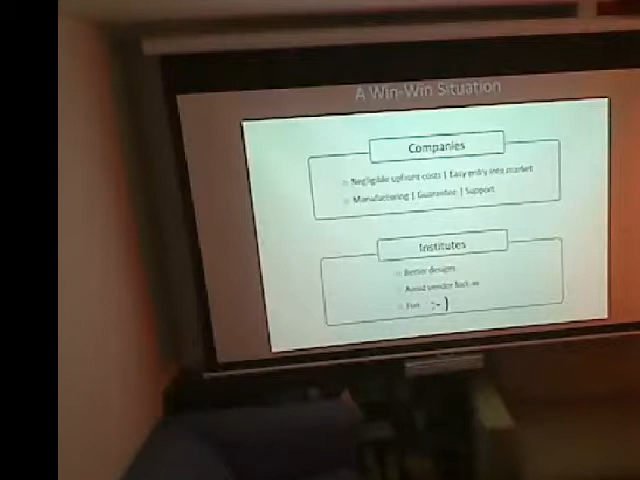 A Win-Win Situation
Companies
Negligible upfront costs | Easy entry into market
Manufacturing | Guarantee | Support
Institutes
Better designs
Avoid vendor lock-in
Fun :-)